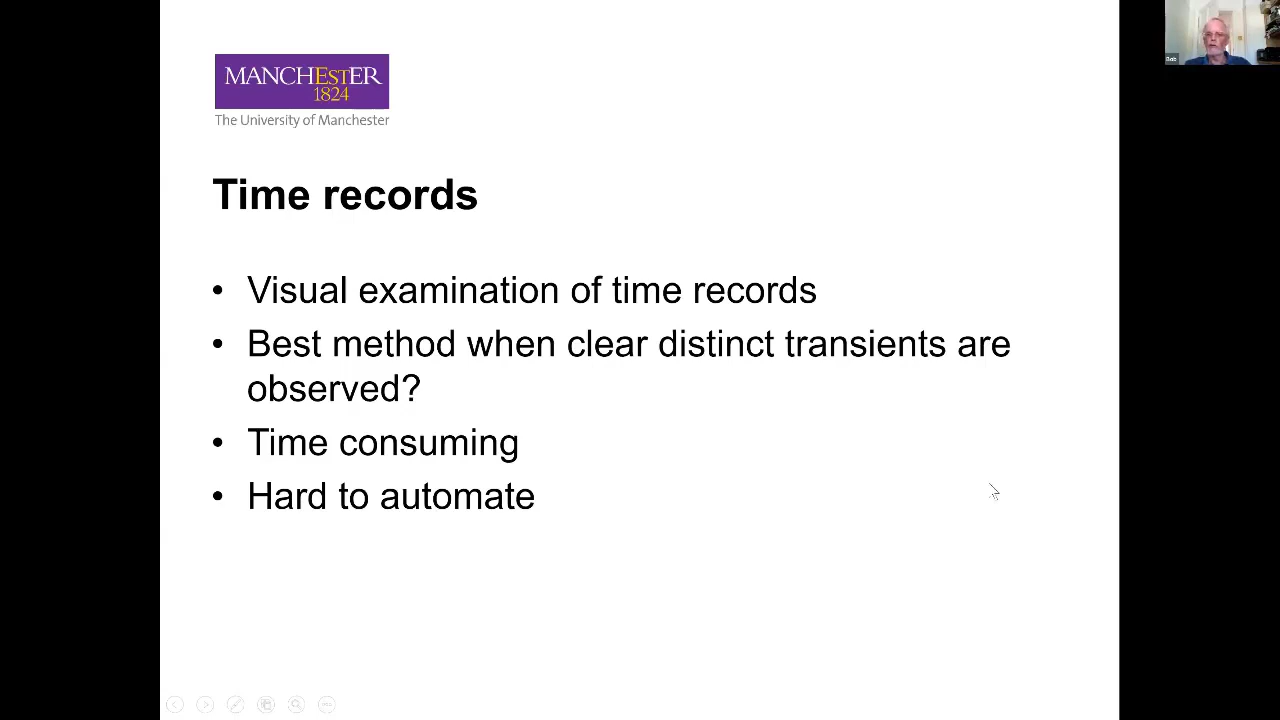 MANCHESTER
1824
The University of Manchester
Time records
• Visual examination of time records
• Best method when clear distinct transients are
observed?
• Time consuming
• Hard to automate
Bob